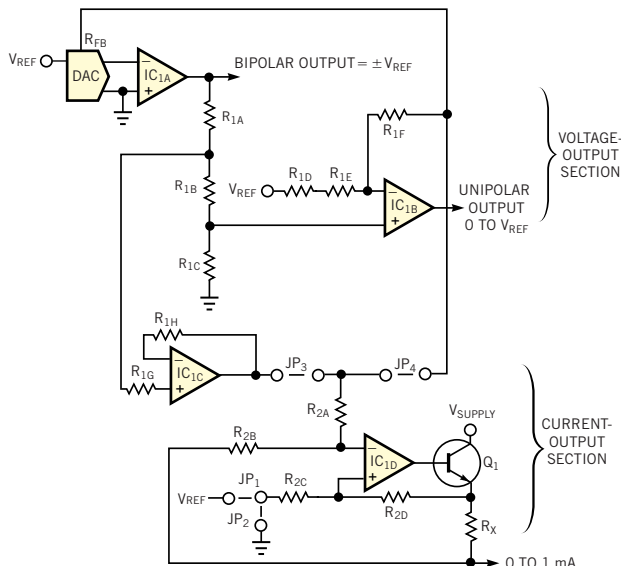 RFB
VREF
DAC
IC1A
−
+
BIPOLAR OUTPUT = ±VREF
R1A
R1F
VOLTAGE-
OUTPUT
SECTION
R1B
VREF
R1D
R1E
−
IC1B
+
UNIPOLAR
OUTPUT
0 TO VREF
R1C
R1H
−
IC1C
+
R1G
JP3
JP4
R2A
VSUPPLY
CURRENT-
OUTPUT
SECTION
R2B
−
IC1D
+
Q1
JP1
VREF
R2C
R2D
JP2
RX
0 TO 1 mA